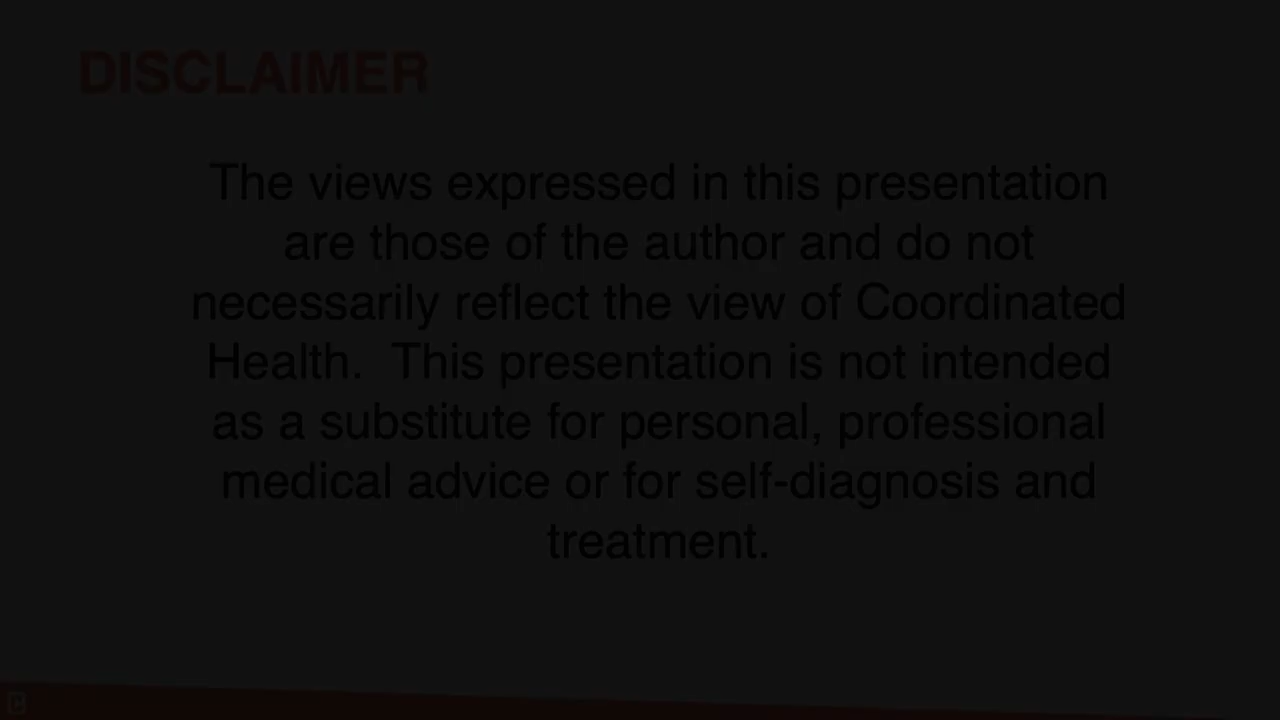 DISCLAIMER
The views expressed in this presentation
are those of the author and do not
necessarily reflect the view of Coordinated
Health.  This presentation is not intended
as a substitute for personal, professional
medical advice or for self-diagnosis and
treatment.